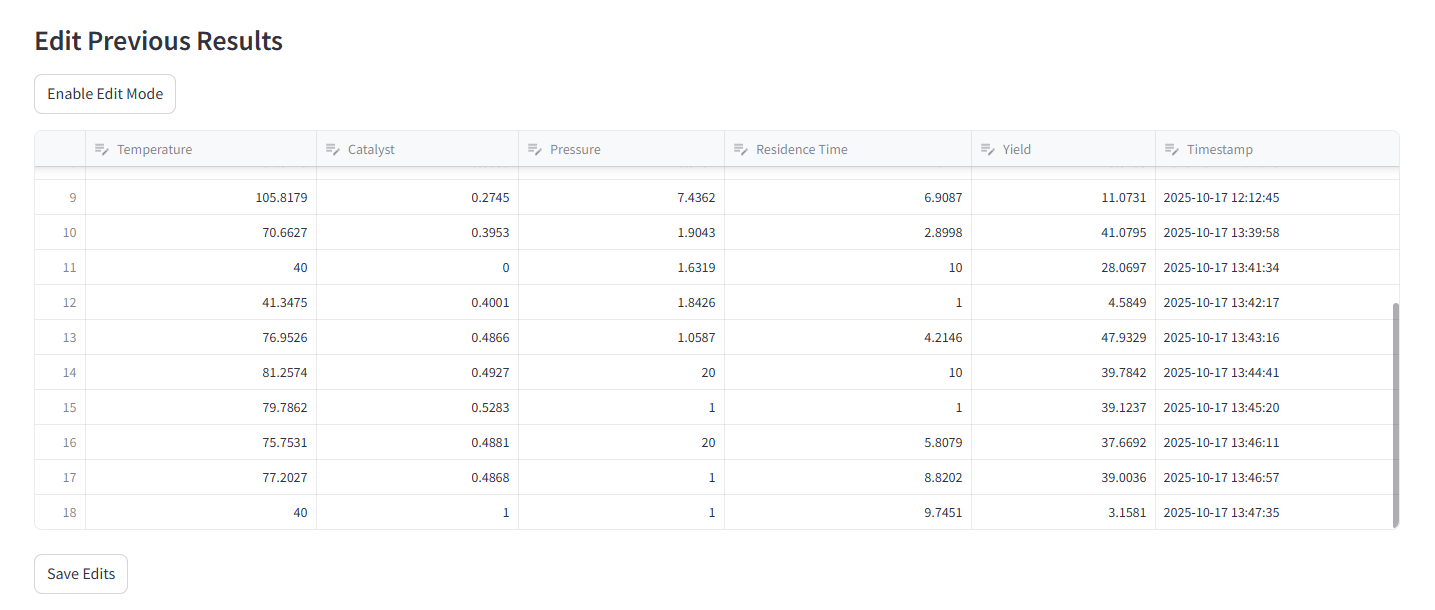 Edit Previous Results
Enable Edit Mode
Temperature Catalyst Pressure Residence Time Yield Timestamp
9 105.8179 0.2745 7.4362 6.9087 11.0731 2025-10-17 12:12:45
10 70.6627 0.3953 1.9043 2.8998 41.0795 2025-10-17 13:39:58
11 40 0 1.6319 10 28.0697 2025-10-17 13:41:34
12 41.3475 0.4001 1.8426 1 4.5849 2025-10-17 13:42:17
13 76.9526 0.4866 1.0587 4.2146 47.9329 2025-10-17 13:43:16
14 81.2574 0.4927 20 10 39.7842 2025-10-17 13:44:41
15 79.7862 0.5283 1 1 39.1237 2025-10-17 13:45:20
16 75.7531 0.4881 20 5.8079 37.6692 2025-10-17 13:46:11
17 77.2027 0.4868 1 8.8202 39.0036 2025-10-17 13:46:57
18 40 1 1 9.7451 3.1581 2025-10-17 13:47:35
Save Edits